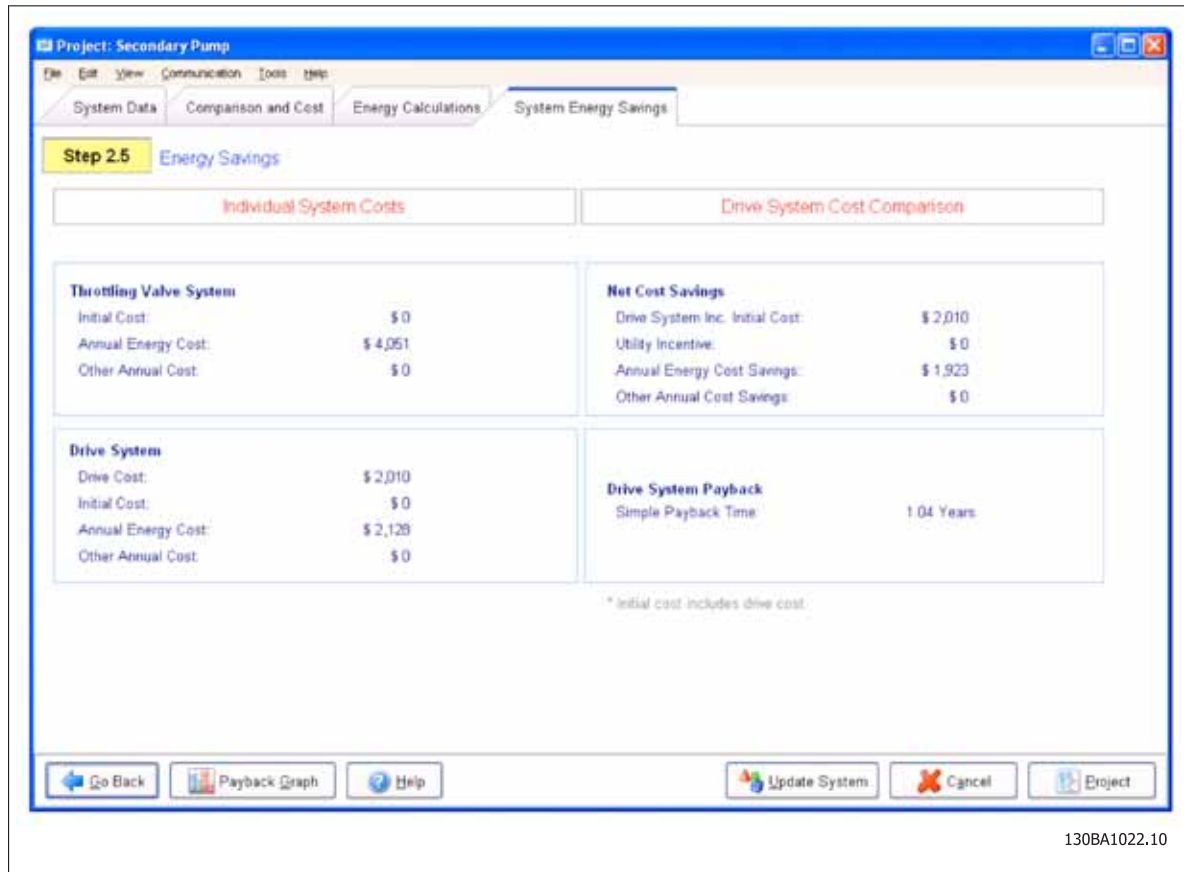 Project: Secondary Pump
File Edit View Communication Tools Help
System Data Comparison and Cost Energy Calculations System Energy Savings
Step 2.5 Energy Savings
Individual System Costs
Drive System Cost Comparison
Throttling Valve System
Initial Cost: $ 0
Annual Energy Cost: $ 4,051
Other Annual Cost: $ 0
Net Cost Savings
Drive System Inc. Initial Cost: $ 2,010
Utility Incentive: $ 0
Annual Energy Cost Savings: $ 1,923
Other Annual Cost Savings: $ 0
Drive System
Drive Cost: $ 2,010
Initial Cost: $ 0
Annual Energy Cost: $ 2,128
Other Annual Cost: $ 0
Drive System Payback
Simple Payback Time: 1.04 Years
* Initial cost includes drive cost.
Go Back Payback Graph Help Update System Cancel Project
130BA1022.10